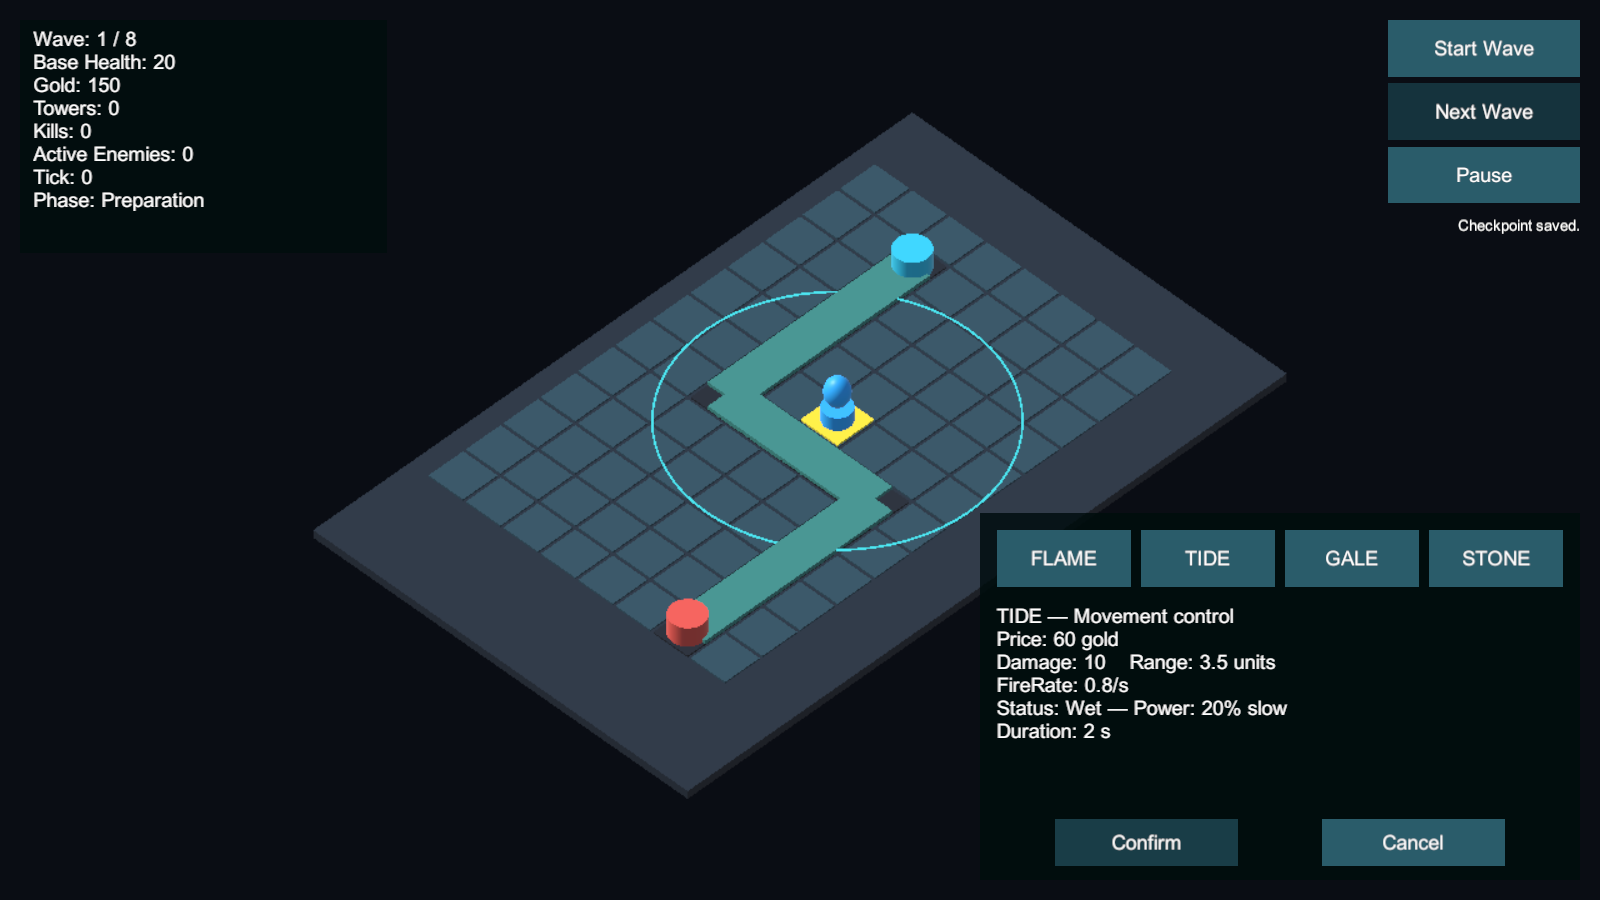 Wave: 1 / 8
Base Health: 20
Gold: 150
Towers: 0
Kills: 0
Active Enemies: 0
Tick: 0
Phase: Preparation
Start Wave
Next Wave
Pause
Checkpoint saved.
FLAME TIDE GALE STONE
TIDE — Movement control
Price: 60 gold
Damage: 10 Range: 3.5 units
FireRate: 0.8/s
Status: Wet — Power: 20% slow
Duration: 2 s
Confirm Cancel